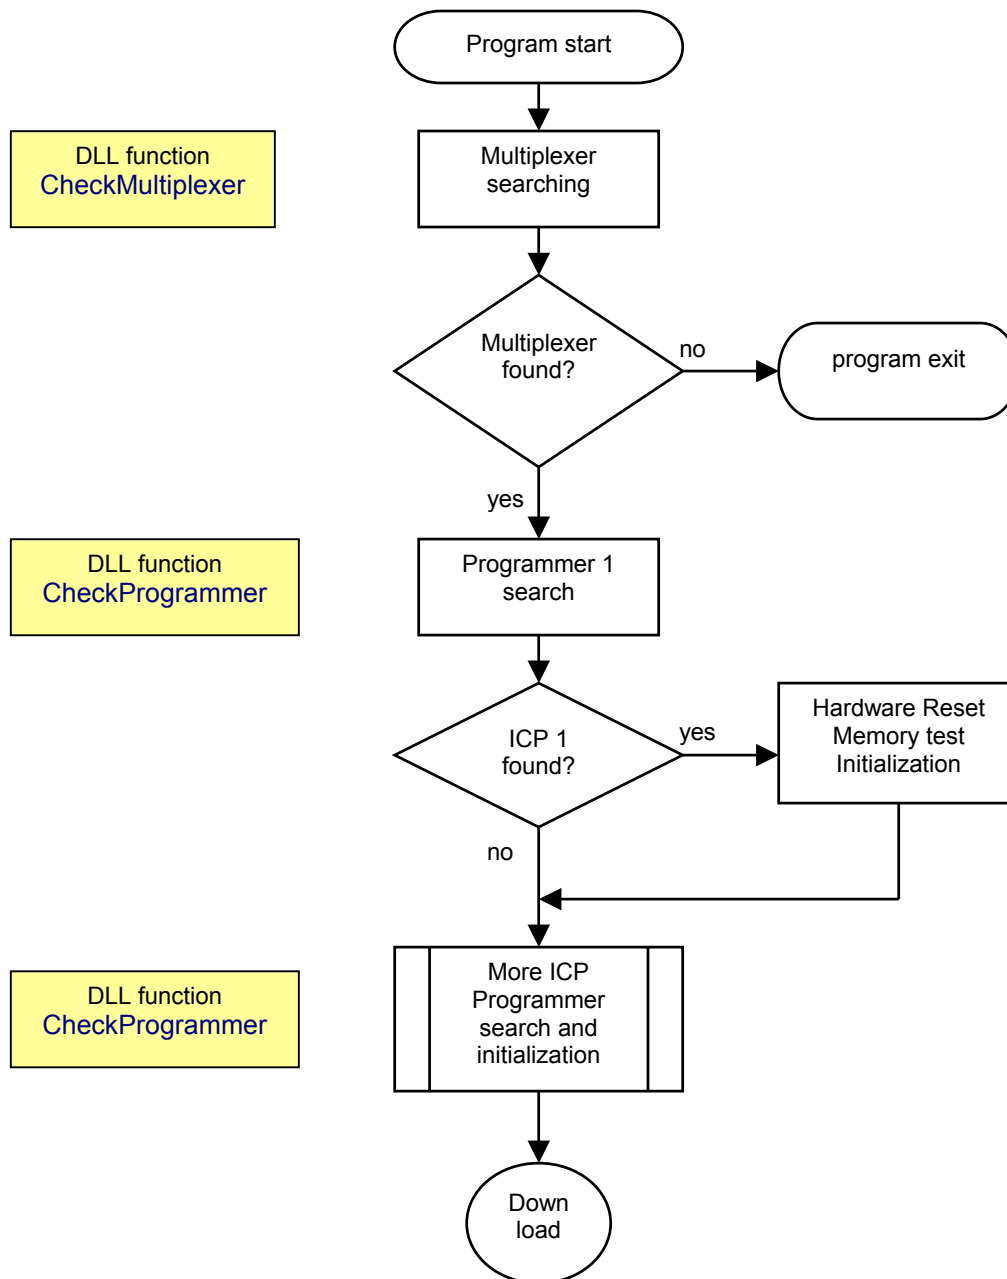 Program start
DLL function
CheckMultiplexer
Multiplexer
searching
Multiplexer
found?
no
program exit
yes
DLL function
CheckProgrammer
Programmer 1
search
ICP 1
found?
yes
Hardware Reset
Memory test
Initialization
no
DLL function
CheckProgrammer
More ICP
Programmer
search and
initialization
Down
load